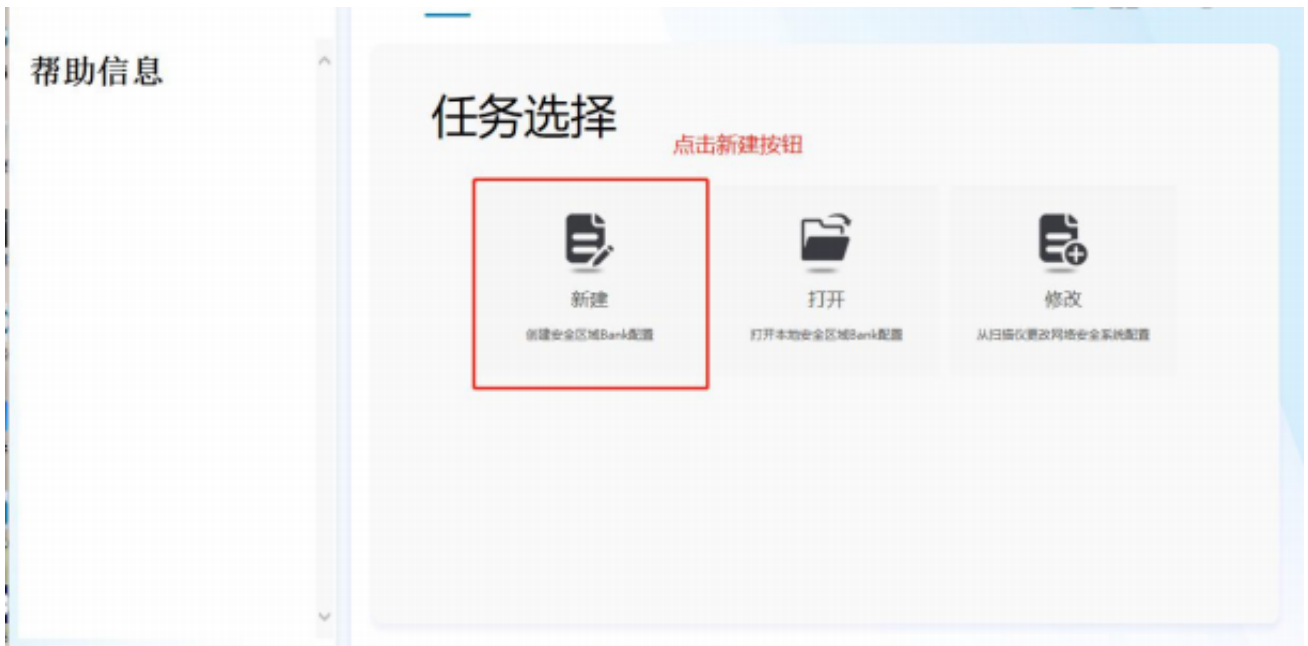 帮助信息
任务选择
点击新建按钮
新建
打开
修改
创建安全区域Bank配置
打开本地安全区域Bank配置
从扫描仪更改网络安全系统配置